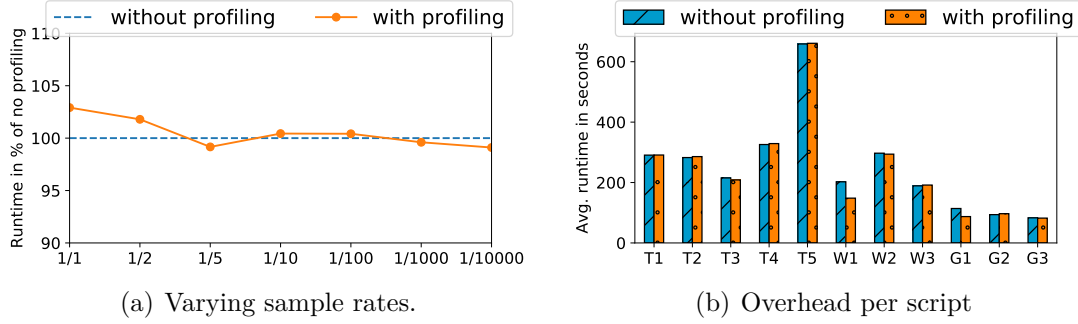 without profiling with profiling
Runtime in % of no profiling
110
105
100
95
90
1/1 1/2 1/5 1/10 1/100 1/1000 1/10000
(a) Varying sample rates.
without profiling with profiling
Avg. runtime in seconds
600
400
200
0
T1 T2 T3 T4 T5 W1 W2 W3 G1 G2 G3
(b) Overhead per script